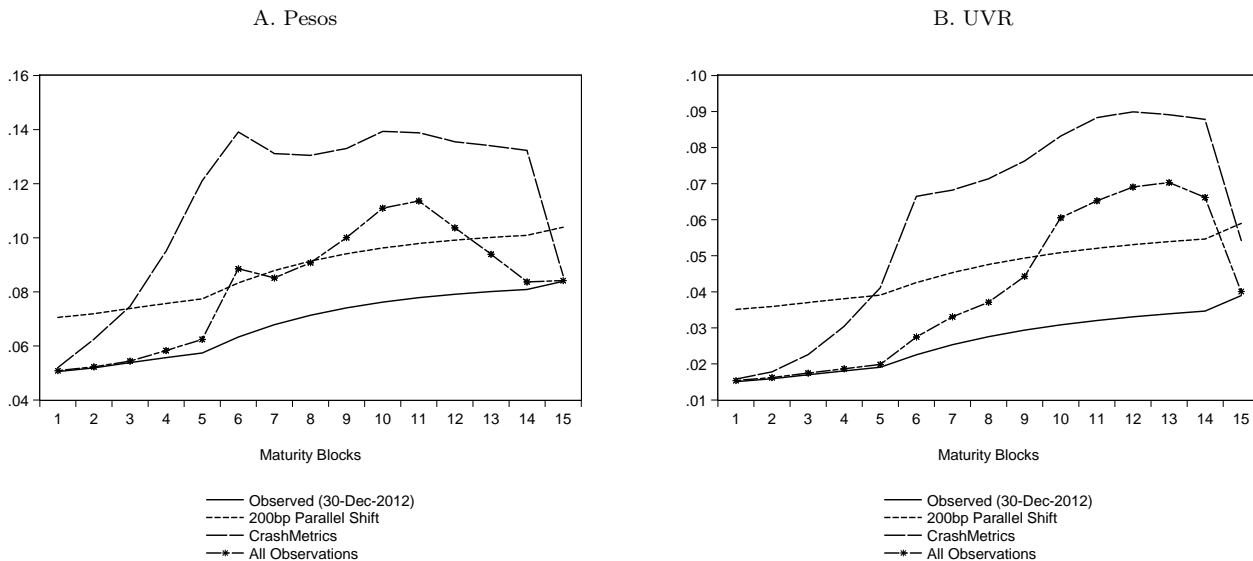 A. Pesos
.16
.14
.12
.10
.08
.06
.04
1 2 3 4 5 6 7 8 9 10 11 12 13 14 15
Maturity Blocks
Observed (30-Dec-2012)
200bp Parallel Shift
CrashMetrics
All Observations
B. UVR
.10
.09
.08
.07
.06
.05
.04
.03
.02
.01
1 2 3 4 5 6 7 8 9 10 11 12 13 14 15
Maturity Blocks
Observed (30-Dec-2012)
200bp Parallel Shift
CrashMetrics
All Observations